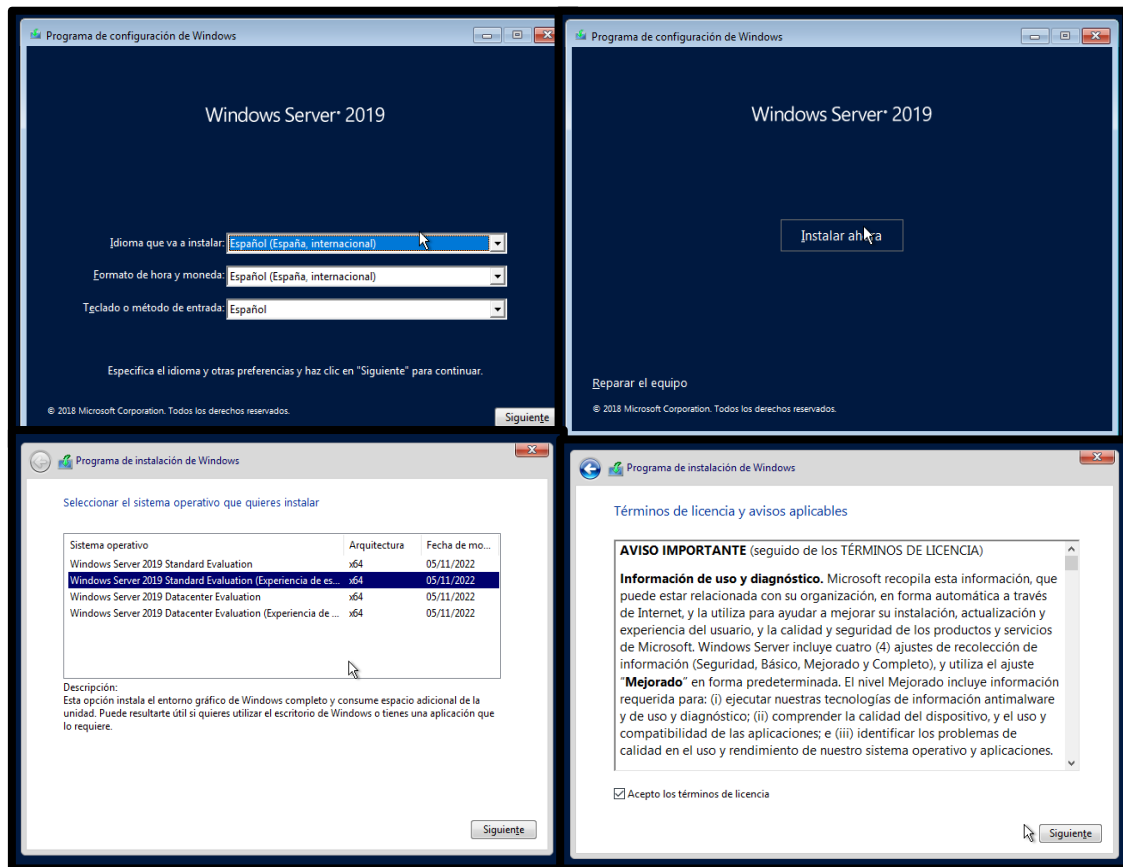 Programa de configuración de Windows
Windows Server® 2019
Idioma que va a instalar: Español (España, internacional)
Formato de hora y moneda: Español (España, internacional)
Teclado o método de entrada: Español
Especifica el idioma y otras preferencias y haz clic en "Siguiente" para continuar.
© 2018 Microsoft Corporation. Todos los derechos reservados.
Siguiente
Programa de configuración de Windows
Windows Server® 2019
Instalar ahora
Reparar el equipo
© 2018 Microsoft Corporation. Todos los derechos reservados.
Programa de instalación de Windows
Seleccionar el sistema operativo que quieres instalar
Sistema operativo Arquitectura Fecha de mo...
Windows Server 2019 Standard Evaluation x64 05/11/2022
Windows Server 2019 Standard Evaluation (Experiencia de es... x64 05/11/2022
Windows Server 2019 Datacenter Evaluation x64 05/11/2022
Windows Server 2019 Datacenter Evaluation (Experiencia de ... x64 05/11/2022
Descripción:
Esta opción instala el entorno gráfico de Windows completo y consume espacio adicional de la
unidad. Puede resultarte útil si quieres utilizar el escritorio de Windows o tienes una aplicación que
lo requiere.
Siguiente
Programa de instalación de Windows
Términos de licencia y avisos aplicables
AVISO IMPORTANTE (seguido de los TÉRMINOS DE LICENCIA)
Información de uso y diagnóstico. Microsoft recopila esta información, que
puede estar relacionada con su organización, en forma automática a través
de Internet, y la utiliza para ayudar a mejorar su instalación, actualización y
experiencia del usuario, y la calidad y seguridad de los productos y servicios
de Microsoft. Windows Server incluye cuatro (4) ajustes de recolección de
información (Seguridad, Básico, Mejorado y Completo), y utiliza el ajuste
“Mejorado” en forma predeterminada. El nivel Mejorado incluye información
requerida para: (i) ejecutar nuestras tecnologías de información antimalware
y de uso y diagnóstico; (ii) comprender la calidad del dispositivo, y el uso y
compatibilidad de las aplicaciones; e (iii) identificar los problemas de
calidad en el uso y rendimiento de nuestro sistema operativo y aplicaciones.
Acepto los términos de licencia
Siguiente